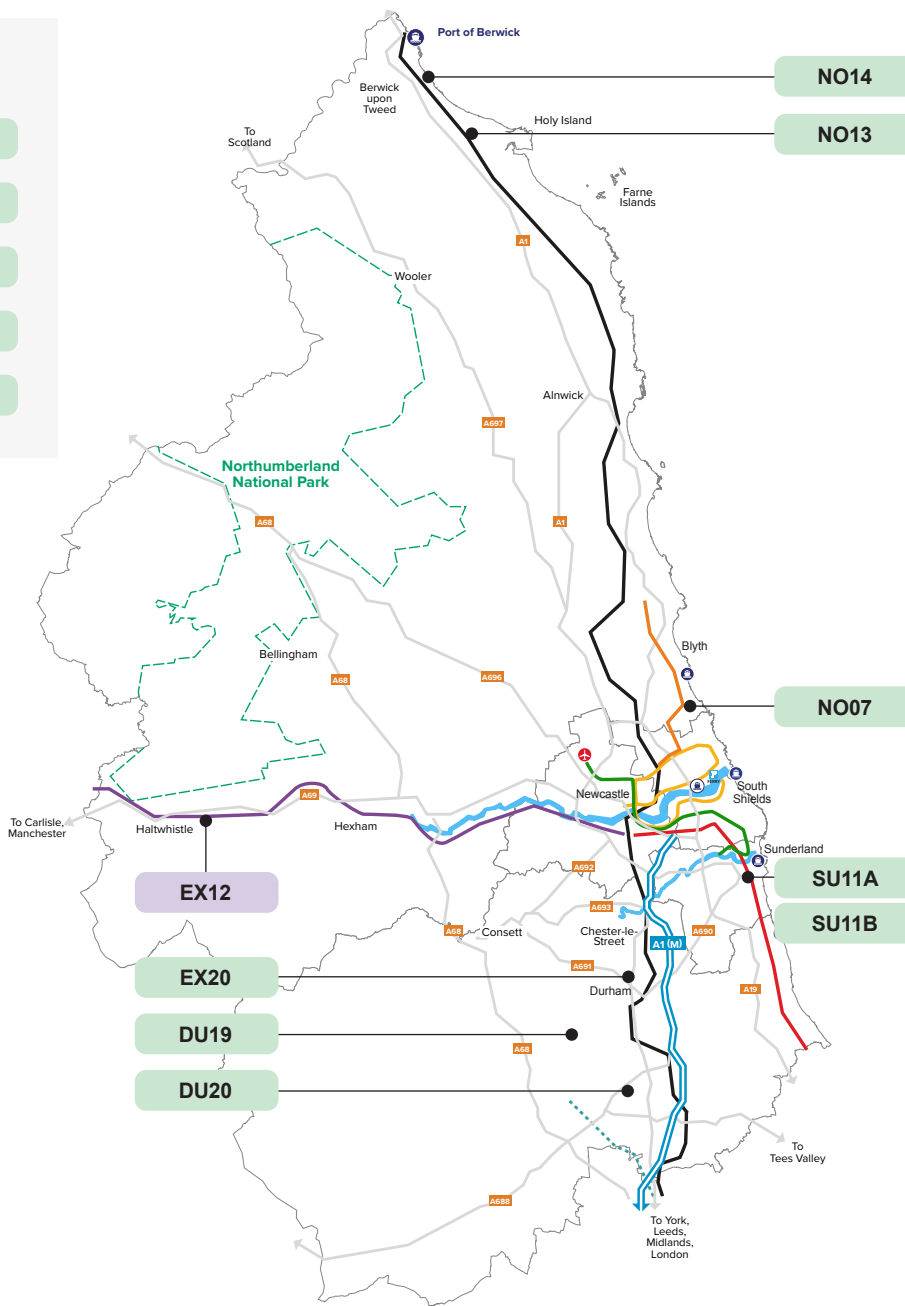 Port of Berwick
NO14
Berwick
upon
Tweed
Holy Island
NO13
To
Scotland
Farne
Islands
A1
Wooler
Alnwick
A697
Northumberland
National Park
A68
A1
Blyth
Bellingham
A68
A696
NO07
South
Shields
Newcastle
A69
To Carlisle,
Manchester
Haltwhistle
Hexham
Sunderland
A692
SU11A
EX12
A693
SU11B
A68
Consett
Chester-le-
Street
A1 (M)
A690
A691
EX20
Durham
A19
DU19
A68
DU20
To
Tees Valley
A688
To York,
Leeds,
Midlands,
London